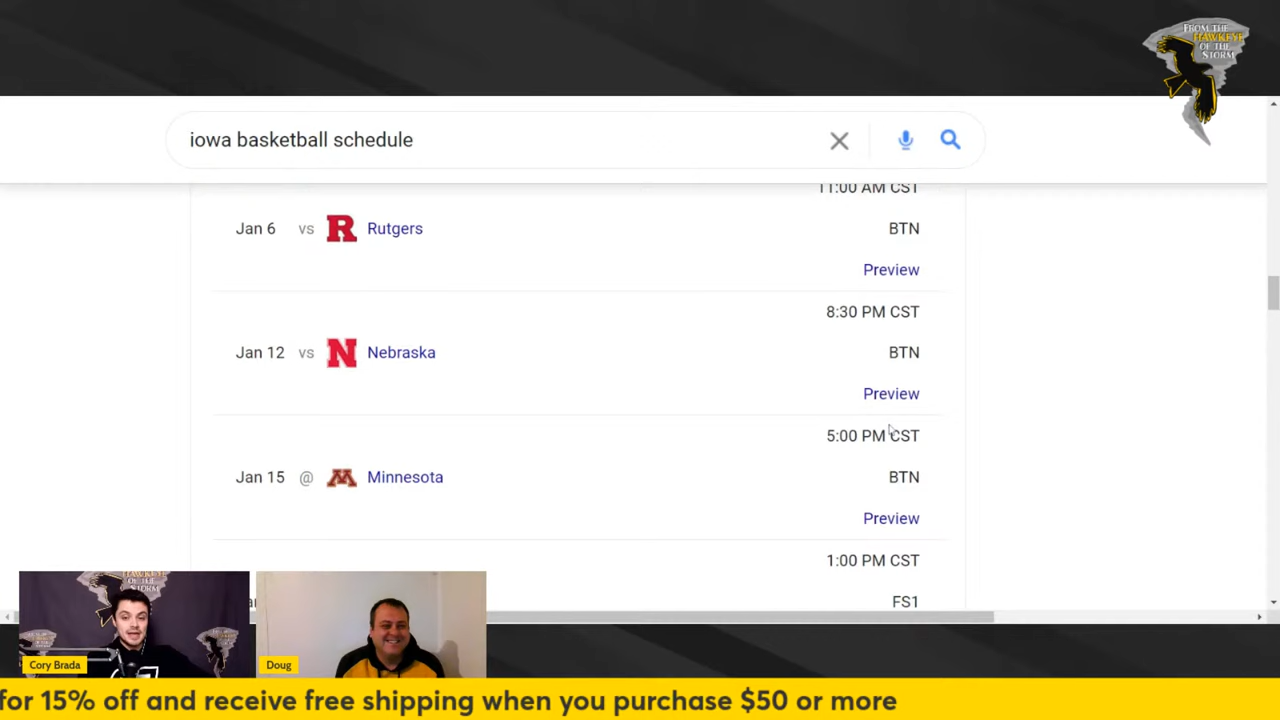 FROM THE
HAWKEYE
OF THE
STORM
iowa basketball schedule
11:00 AM CST
Jan 6 vs R Rutgers BTN
Preview
8:30 PM CST
Jan 12 vs N Nebraska BTN
Preview
5:00 PM CST
Jan 15 @ M Minnesota BTN
Preview
1:00 PM CST
FS1
Cory Brada
Doug
for 15% off and receive free shipping when you purchase $50 or more